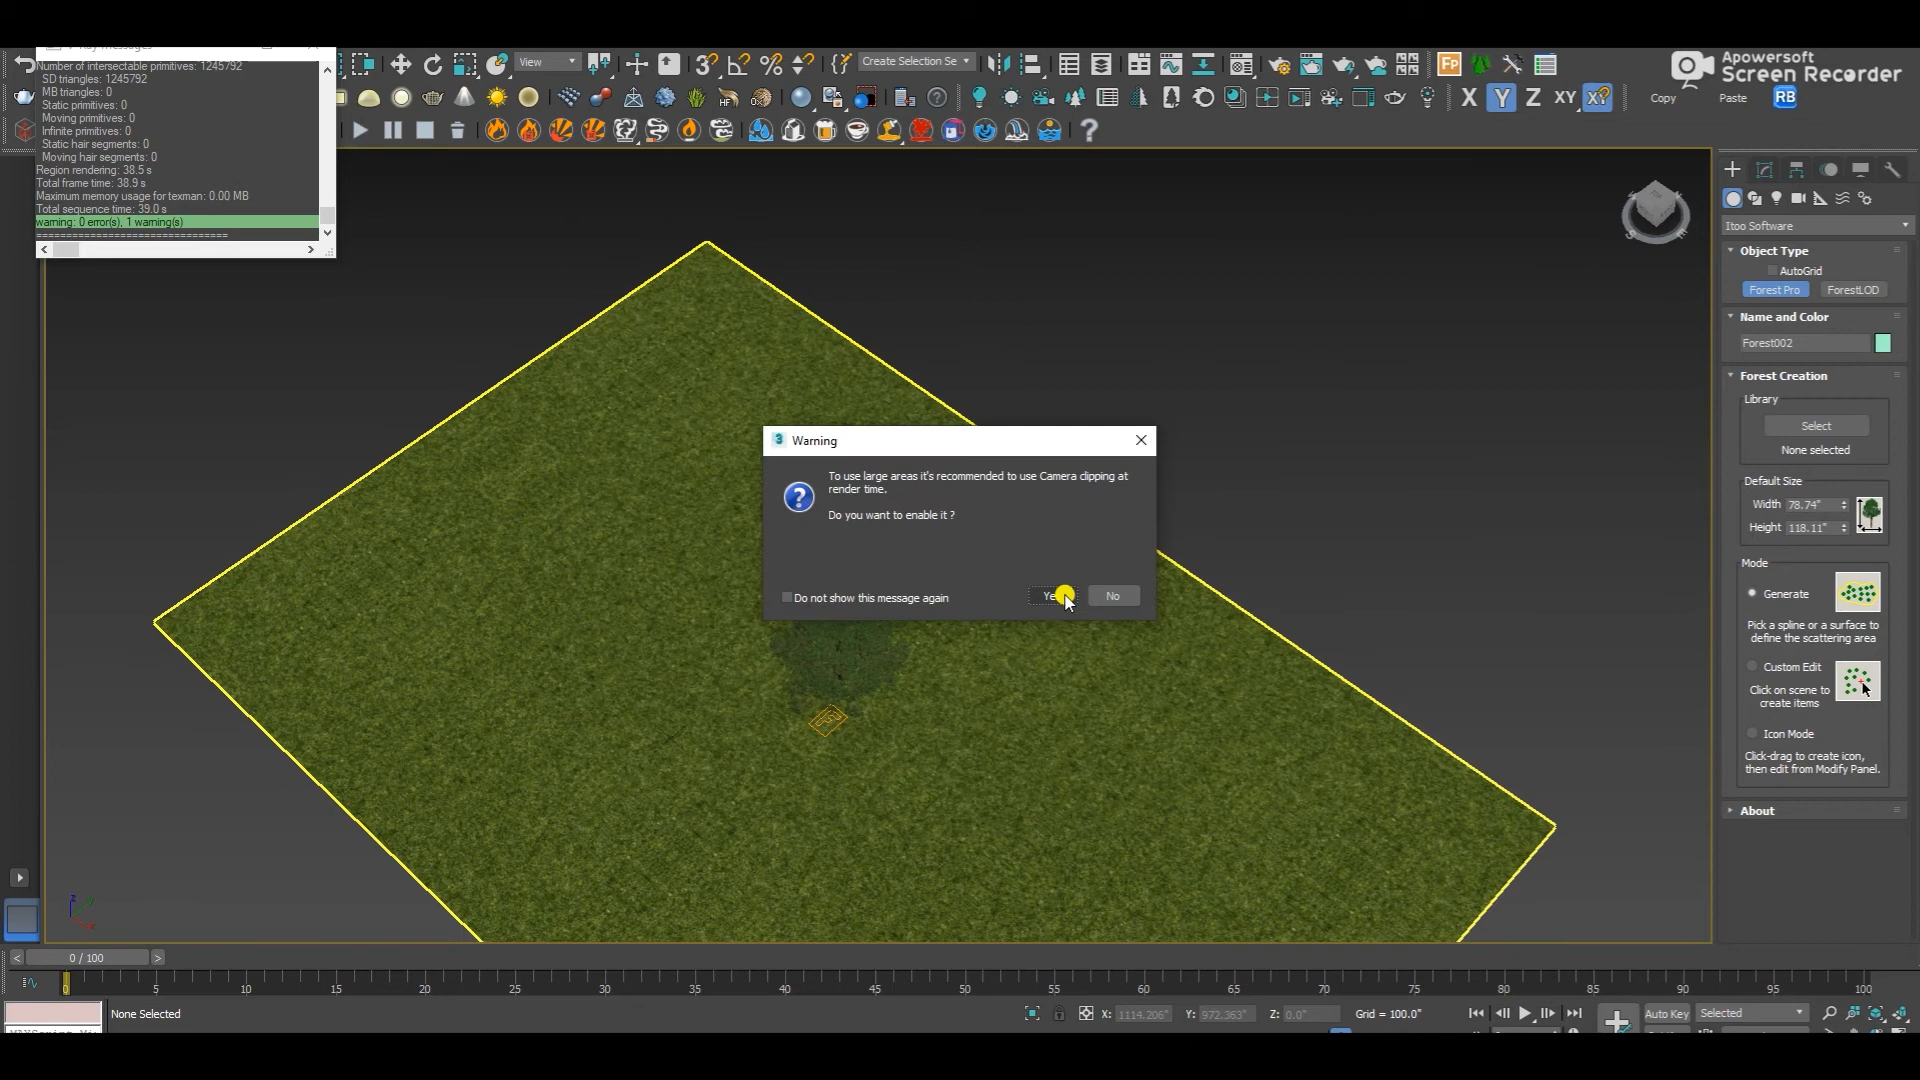 Number of intersectable primitives: 1245792
SD triangles: 1245792
MB triangles: 0
Static primitives: 0
Moving primitives: 0
Infinite primitives: 0
Static hair segments: 0
Moving hair segments: 0
Region rendering: 38.5 s
Total frame time: 38.9 s
Maximum memory usage for texman: 0.00 MB
Total sequence time: 39.0 s
warning: 0 error(s), 1 warning(s)
==============================
View
Create Selection Se
Apowersoft
Screen Recorder
X
Y
Z
XY
XY
Copy
Paste
RB
HF
Fp
Itoo Software
Object Type
AutoGrid
Forest Pro
ForestLOD
Name and Color
Forest002
Forest Creation
Library
Select
None selected
Default Size
Width 78.74"
Height 118.11"
Mode
Generate
Pick a spline or a surface to
define the scattering area
Custom Edit
Click on scene to
create items
Icon Mode
Click-drag to create icon,
then edit from Modify Panel.
About
3 Warning
To use large areas it's recommended to use Camera clipping at
render time.
Do you want to enable it ?
Do not show this message again
No
0 / 100
0 5 10 15 20 25 30 35 40 45 50 55 60 65 70 75 80 85 90 95 100
None Selected
X: 1114.206"
Y: 972.363"
Z: 0.0"
Grid = 100.0"
Auto Key
Selected